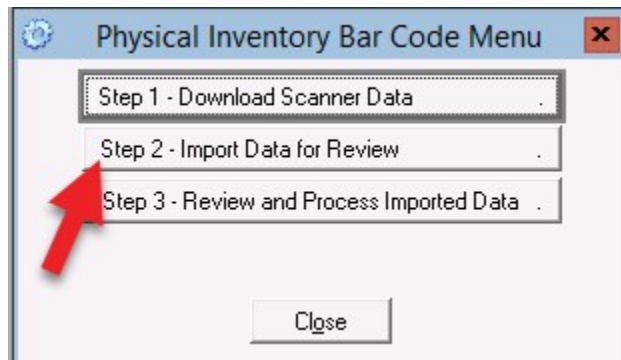 Physical Inventory Bar Code Menu
Step 1 - Download Scanner Data .
Step 2 - Import Data for Review .
Step 3 - Review and Process Imported Data .
Close